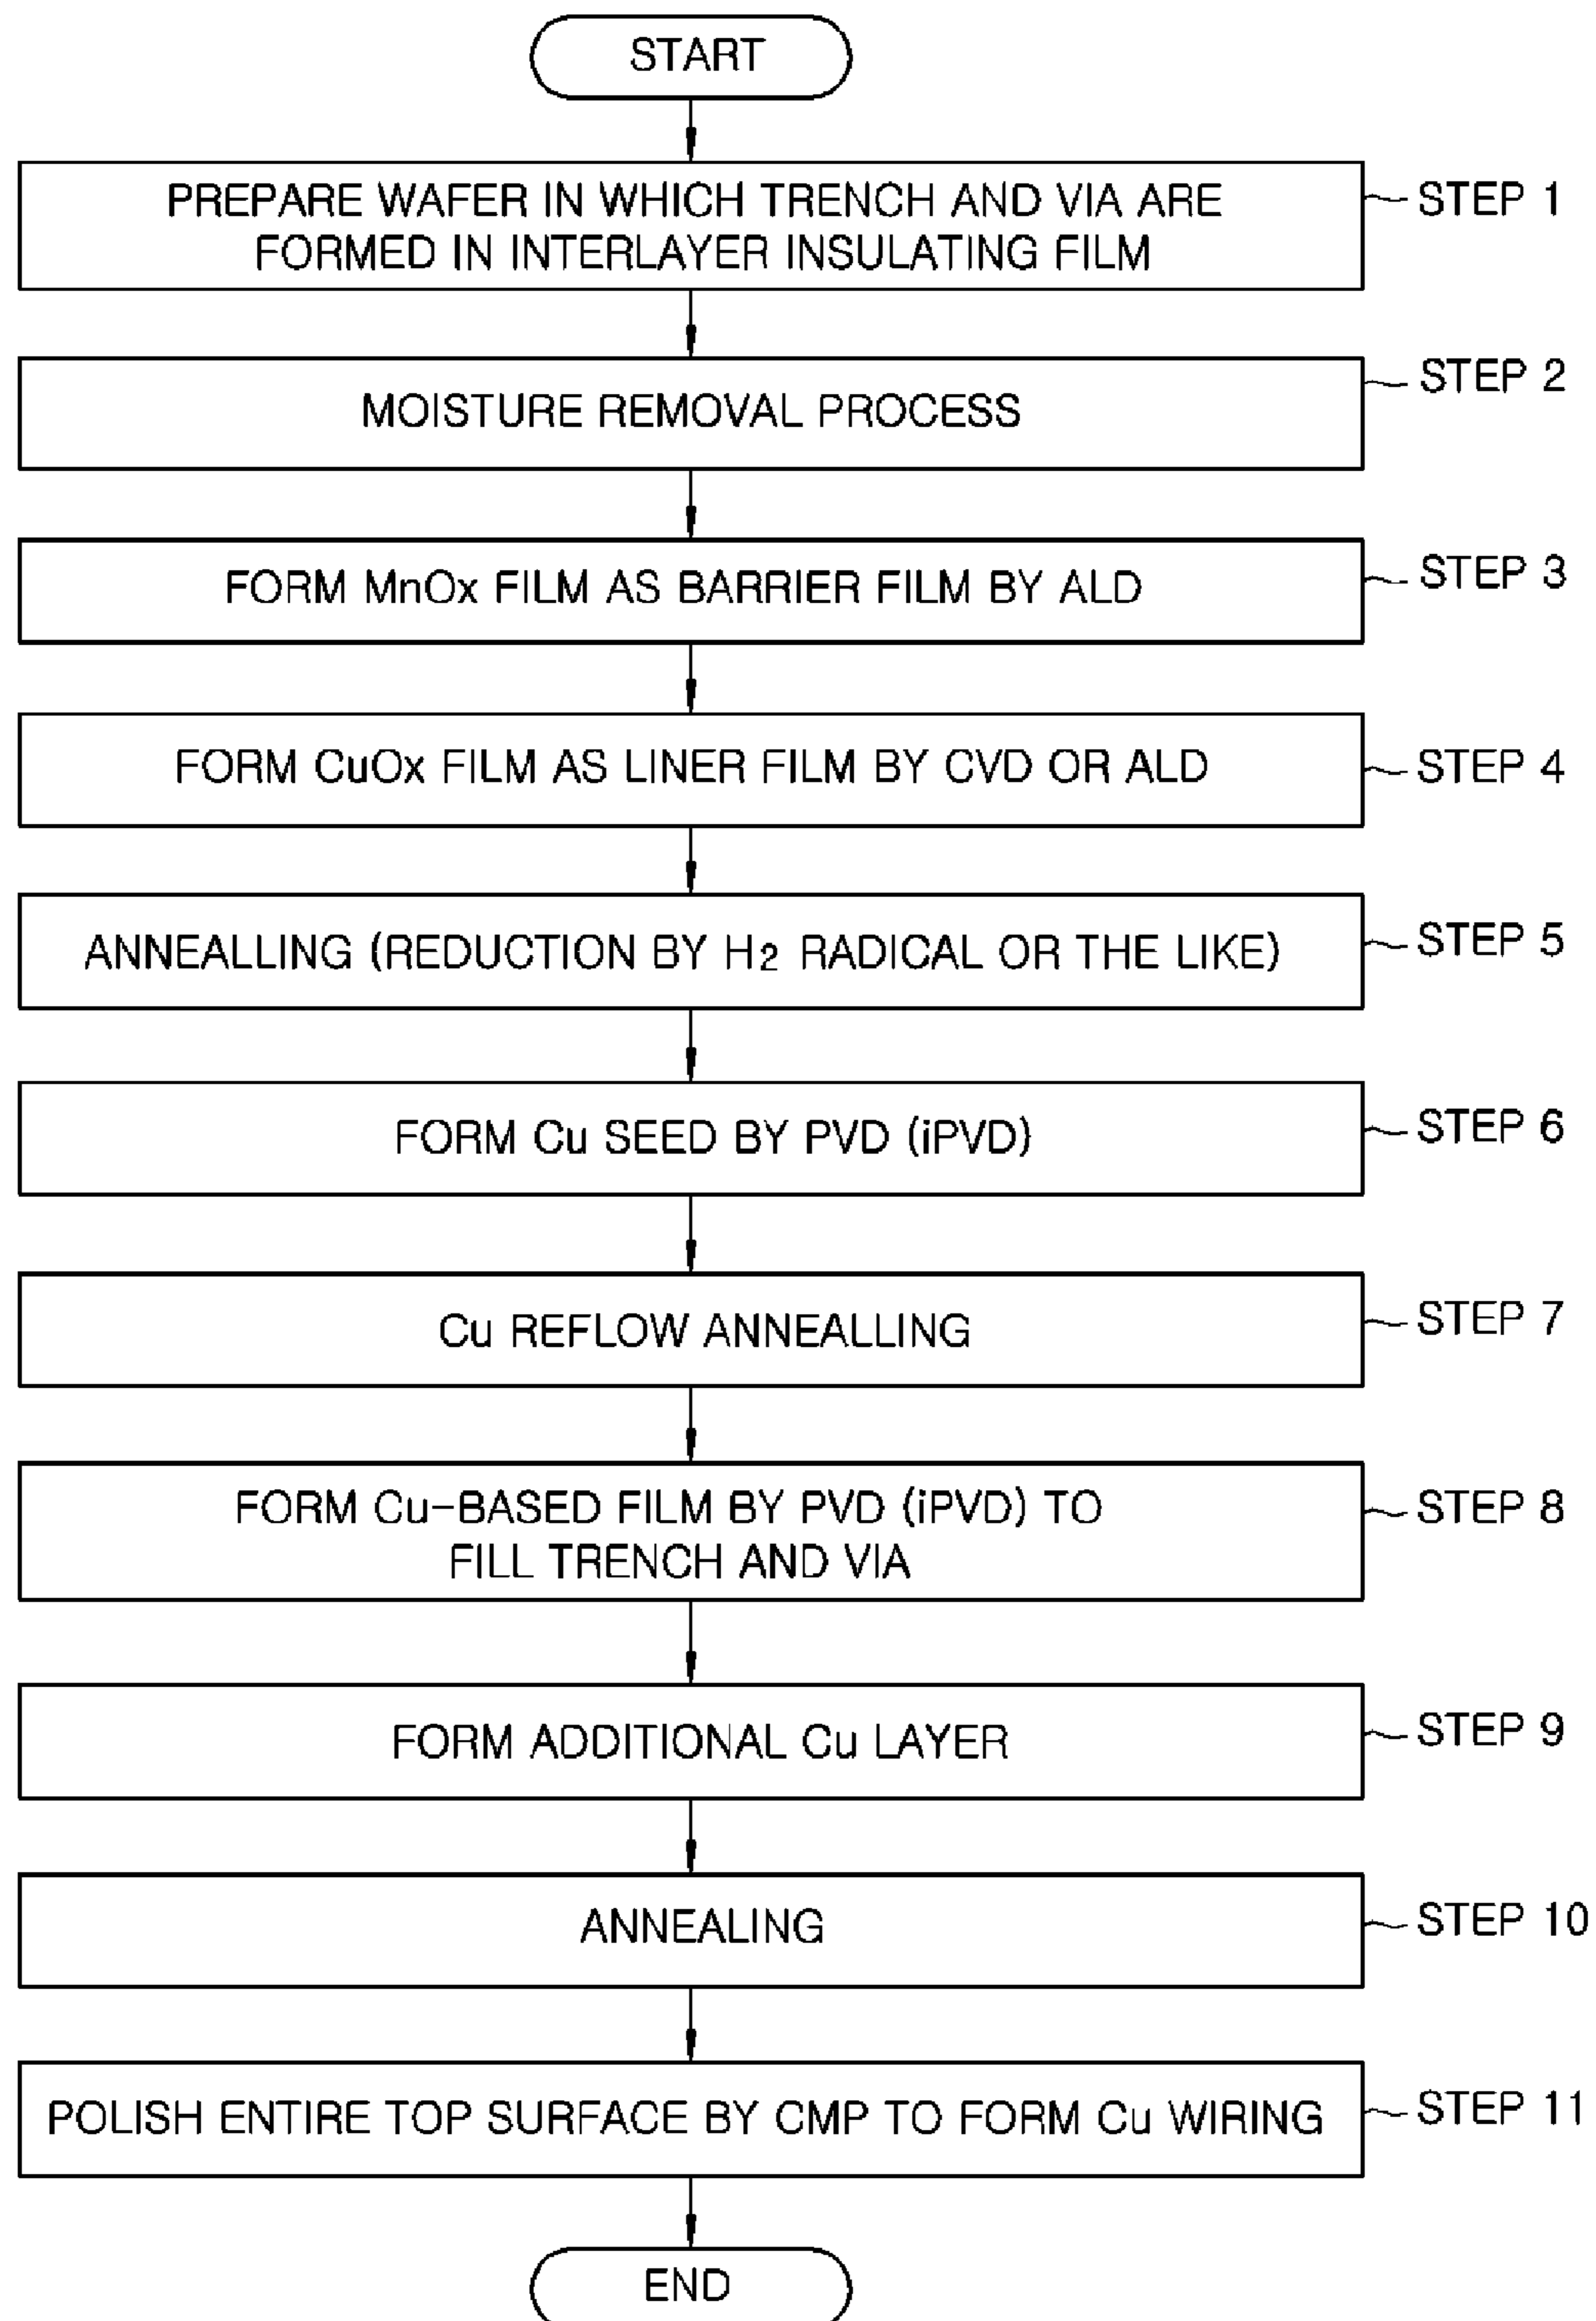 START
PREPARE WAFER IN WHICH TRENCH AND VIA ARE
FORMED IN INTERLAYER INSULATING FILM
STEP 1
MOISTURE REMOVAL PROCESS
STEP 2
FORM MnOx FILM AS BARRIER FILM BY ALD
STEP 3
FORM CuOx FILM AS LINER FILM BY CVD OR ALD
STEP 4
ANNEALLING (REDUCTION BY H2 RADICAL OR THE LIKE)
STEP 5
FORM Cu SEED BY PVD (iPVD)
STEP 6
Cu REFLOW ANNEALLING
STEP 7
FORM Cu-BASED FILM BY PVD (iPVD) TO
FILL TRENCH AND VIA
STEP 8
FORM ADDITIONAL Cu LAYER
STEP 9
ANNEALING
STEP 10
POLISH ENTIRE TOP SURFACE BY CMP TO FORM Cu WIRING
STEP 11
END